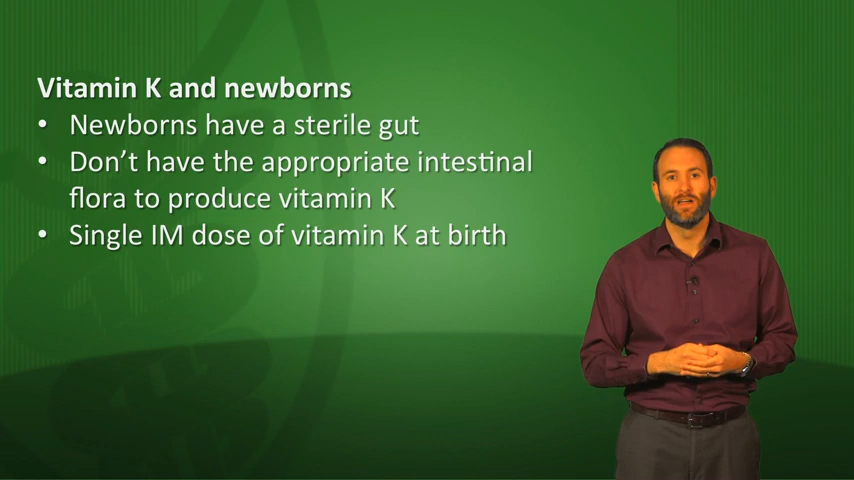 Vitamin K and newborns
• Newborns have a sterile gut
• Don’t have the appropriate intestinal
flora to produce vitamin K
• Single IM dose of vitamin K at birth